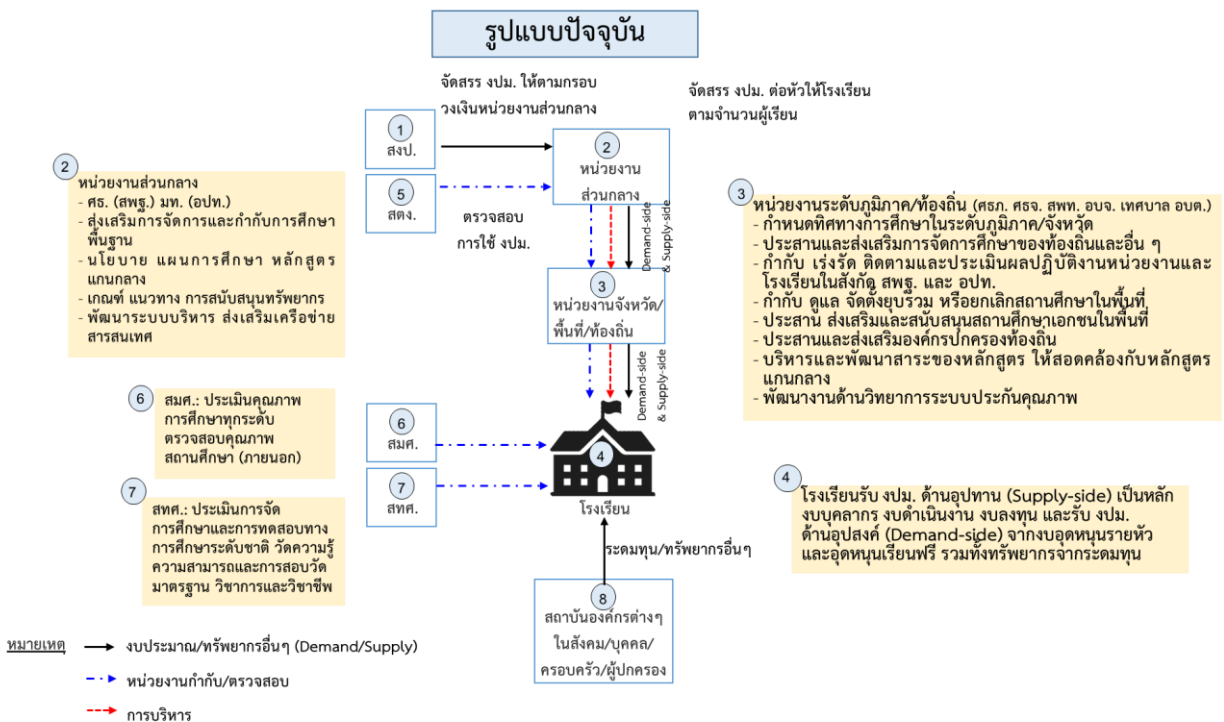 รูปแบบปัจจุบัน
จัดสรร งปม. ให้ตามกรอบ
วงเงินหน่วยงานส่วนกลาง
จัดสรร งปม. ต่อหัวให้โรงเรียน
ตามจำนวนผู้เรียน
1
สงป.
2
หน่วยงาน
ส่วนกลาง
5
สตง.
ตรวจสอบ
การใช้ งปม.
Demand-side
& Supply-side
2
หน่วยงานส่วนกลาง
- ศธ. (สพฐ.) มท. (อปท.)
- ส่งเสริมการจัดการและกำกับการศึกษา
พื้นฐาน
- นโยบาย แผนการศึกษา หลักสูตร
แกนกลาง
- เกณฑ์ แนวทาง การสนับสนุนทรัพยากร
- พัฒนาระบบบริหาร ส่งเสริมเครือข่าย
สารสนเทศ
3
หน่วยงานจังหวัด/
พื้นที่/ท้องถิ่น
Demand-side
& Supply-side
3
หน่วยงานระดับภูมิภาค/ท้องถิ่น (ศธภ. ศธจ. สพท. อบจ. เทศบาล อบต.)
- กำหนดทิศทางการศึกษาในระดับภูมิภาค/จังหวัด
- ประสานและส่งเสริมการจัดการศึกษาของท้องถิ่นและอื่น ๆ
- กำกับ เร่งรัด ติดตามและประเมินผลปฏิบัติงานหน่วยงานและ
โรงเรียนในสังกัด สพฐ. และ อปท.
- กำกับ ดูแล จัดตั้งยุบรวม หรือยกเลิกสถานศึกษาในพื้นที่
- ประสาน ส่งเสริมและสนับสนุนสถานศึกษาเอกชนในพื้นที่
- ประสานและส่งเสริมองค์กรปกครองท้องถิ่น
- บริหารและพัฒนาสาระของหลักสูตร ให้สอดคล้องกับหลักสูตร
แกนกลาง
- พัฒนางานด้านวิทยาการระบบประกันคุณภาพ
6
สมศ.: ประเมินคุณภาพ
การศึกษาทุกระดับ
ตรวจสอบคุณภาพ
สถานศึกษา (ภายนอก)
6
สมศ.
7
สทศ.
4
โรงเรียน
7
สทศ.: ประเมินการจัด
การศึกษาและการทดสอบทาง
การศึกษาระดับชาติ วัดความรู้
ความสามารถและการสอบวัด
มาตรฐาน วิชาการและวิชาชีพ
4
โรงเรียนรับ งปม. ด้านอุปทาน (Supply-side) เป็นหลัก
งบบุคลากร งบดำเนินงาน งบลงทุน และรับ งปม.
ด้านอุปสงค์ (Demand-side) จากงบอุดหนุนรายหัว
และอุดหนุนเรียนฟรี รวมทั้งทรัพยากรจากระดมทุน
ระดมทุน/ทรัพยากรอื่นๆ
8
สถาบันองค์กรต่างๆ
ในสังคม/บุคคล/
ครอบครัว/ผู้ปกครอง
หมายเหตุ
งบประมาณ/ทรัพยากรอื่นๆ (Demand/Supply)
หน่วยงานกำกับ/ตรวจสอบ
การบริหาร